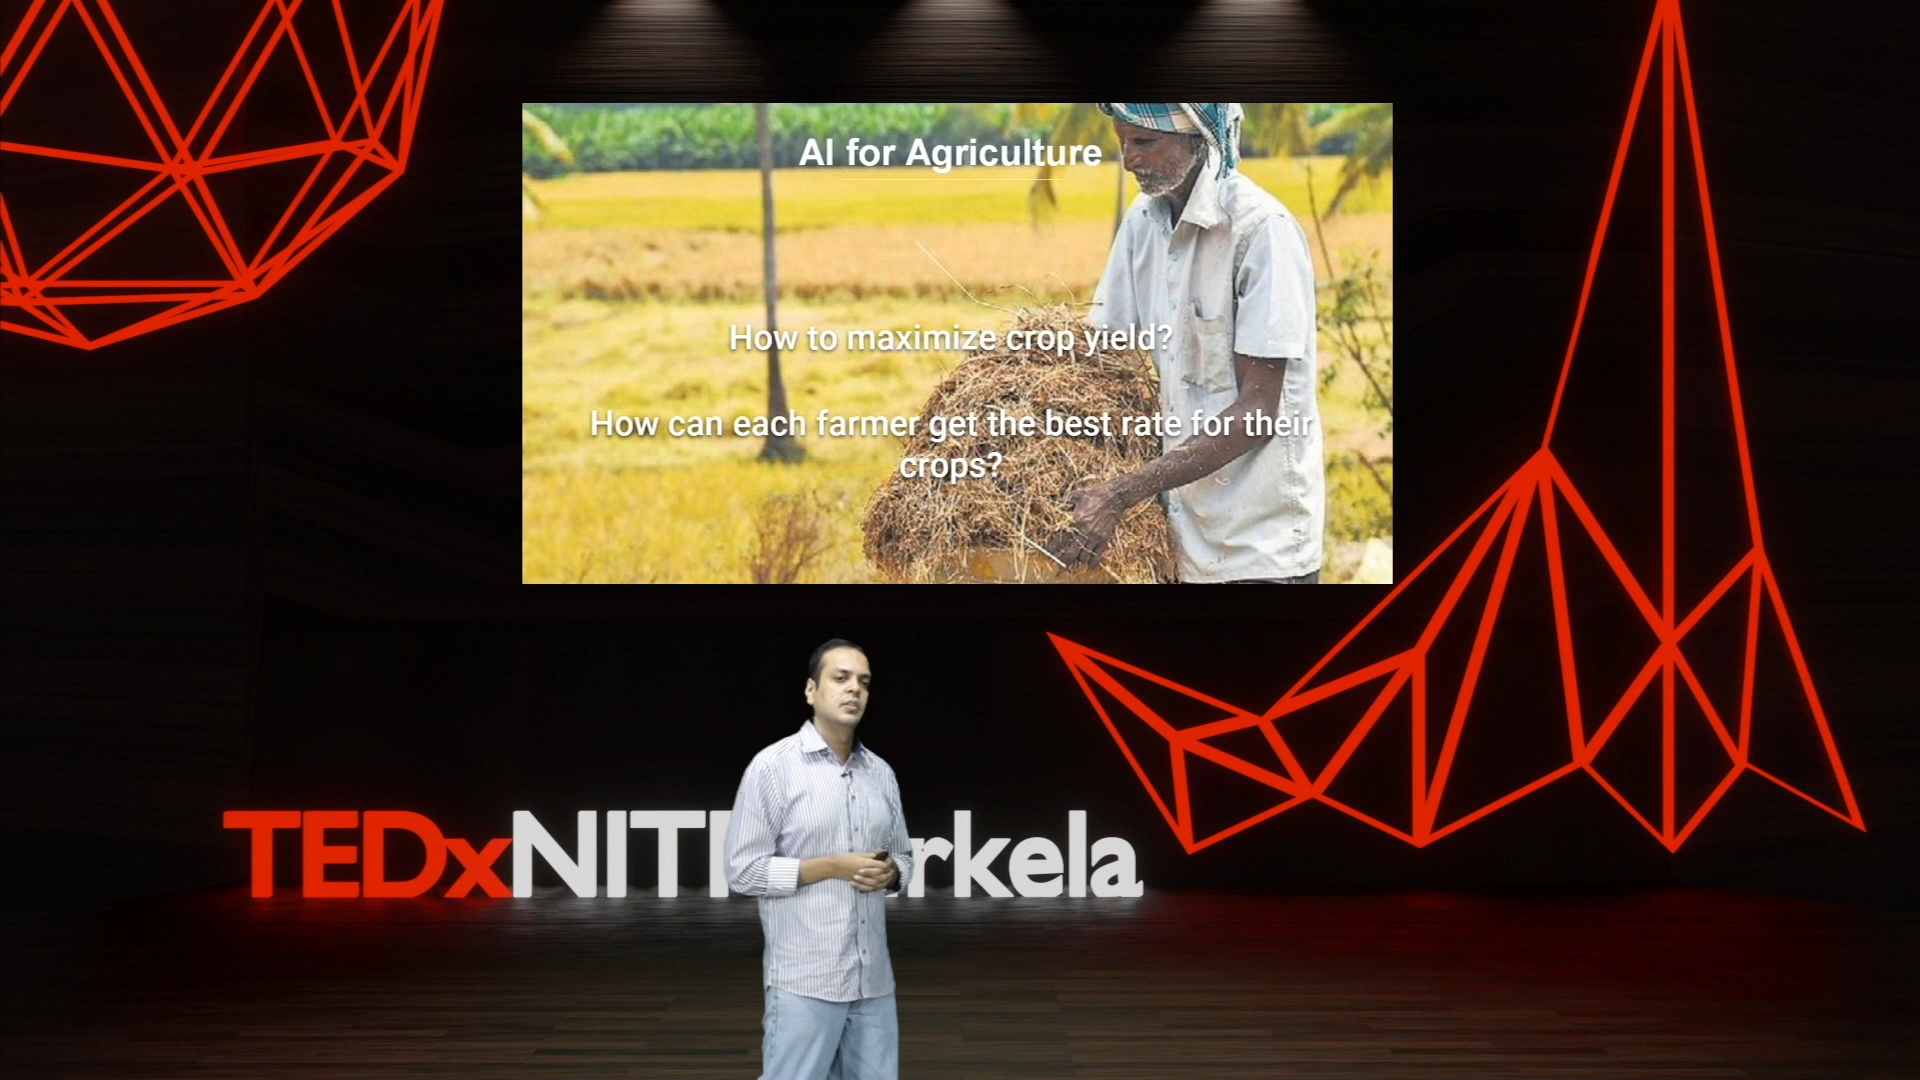 AI for Agriculture
How to maximize crop yield?
How can each farmer get the best rate for their
crops?
TEDxNIT rkela